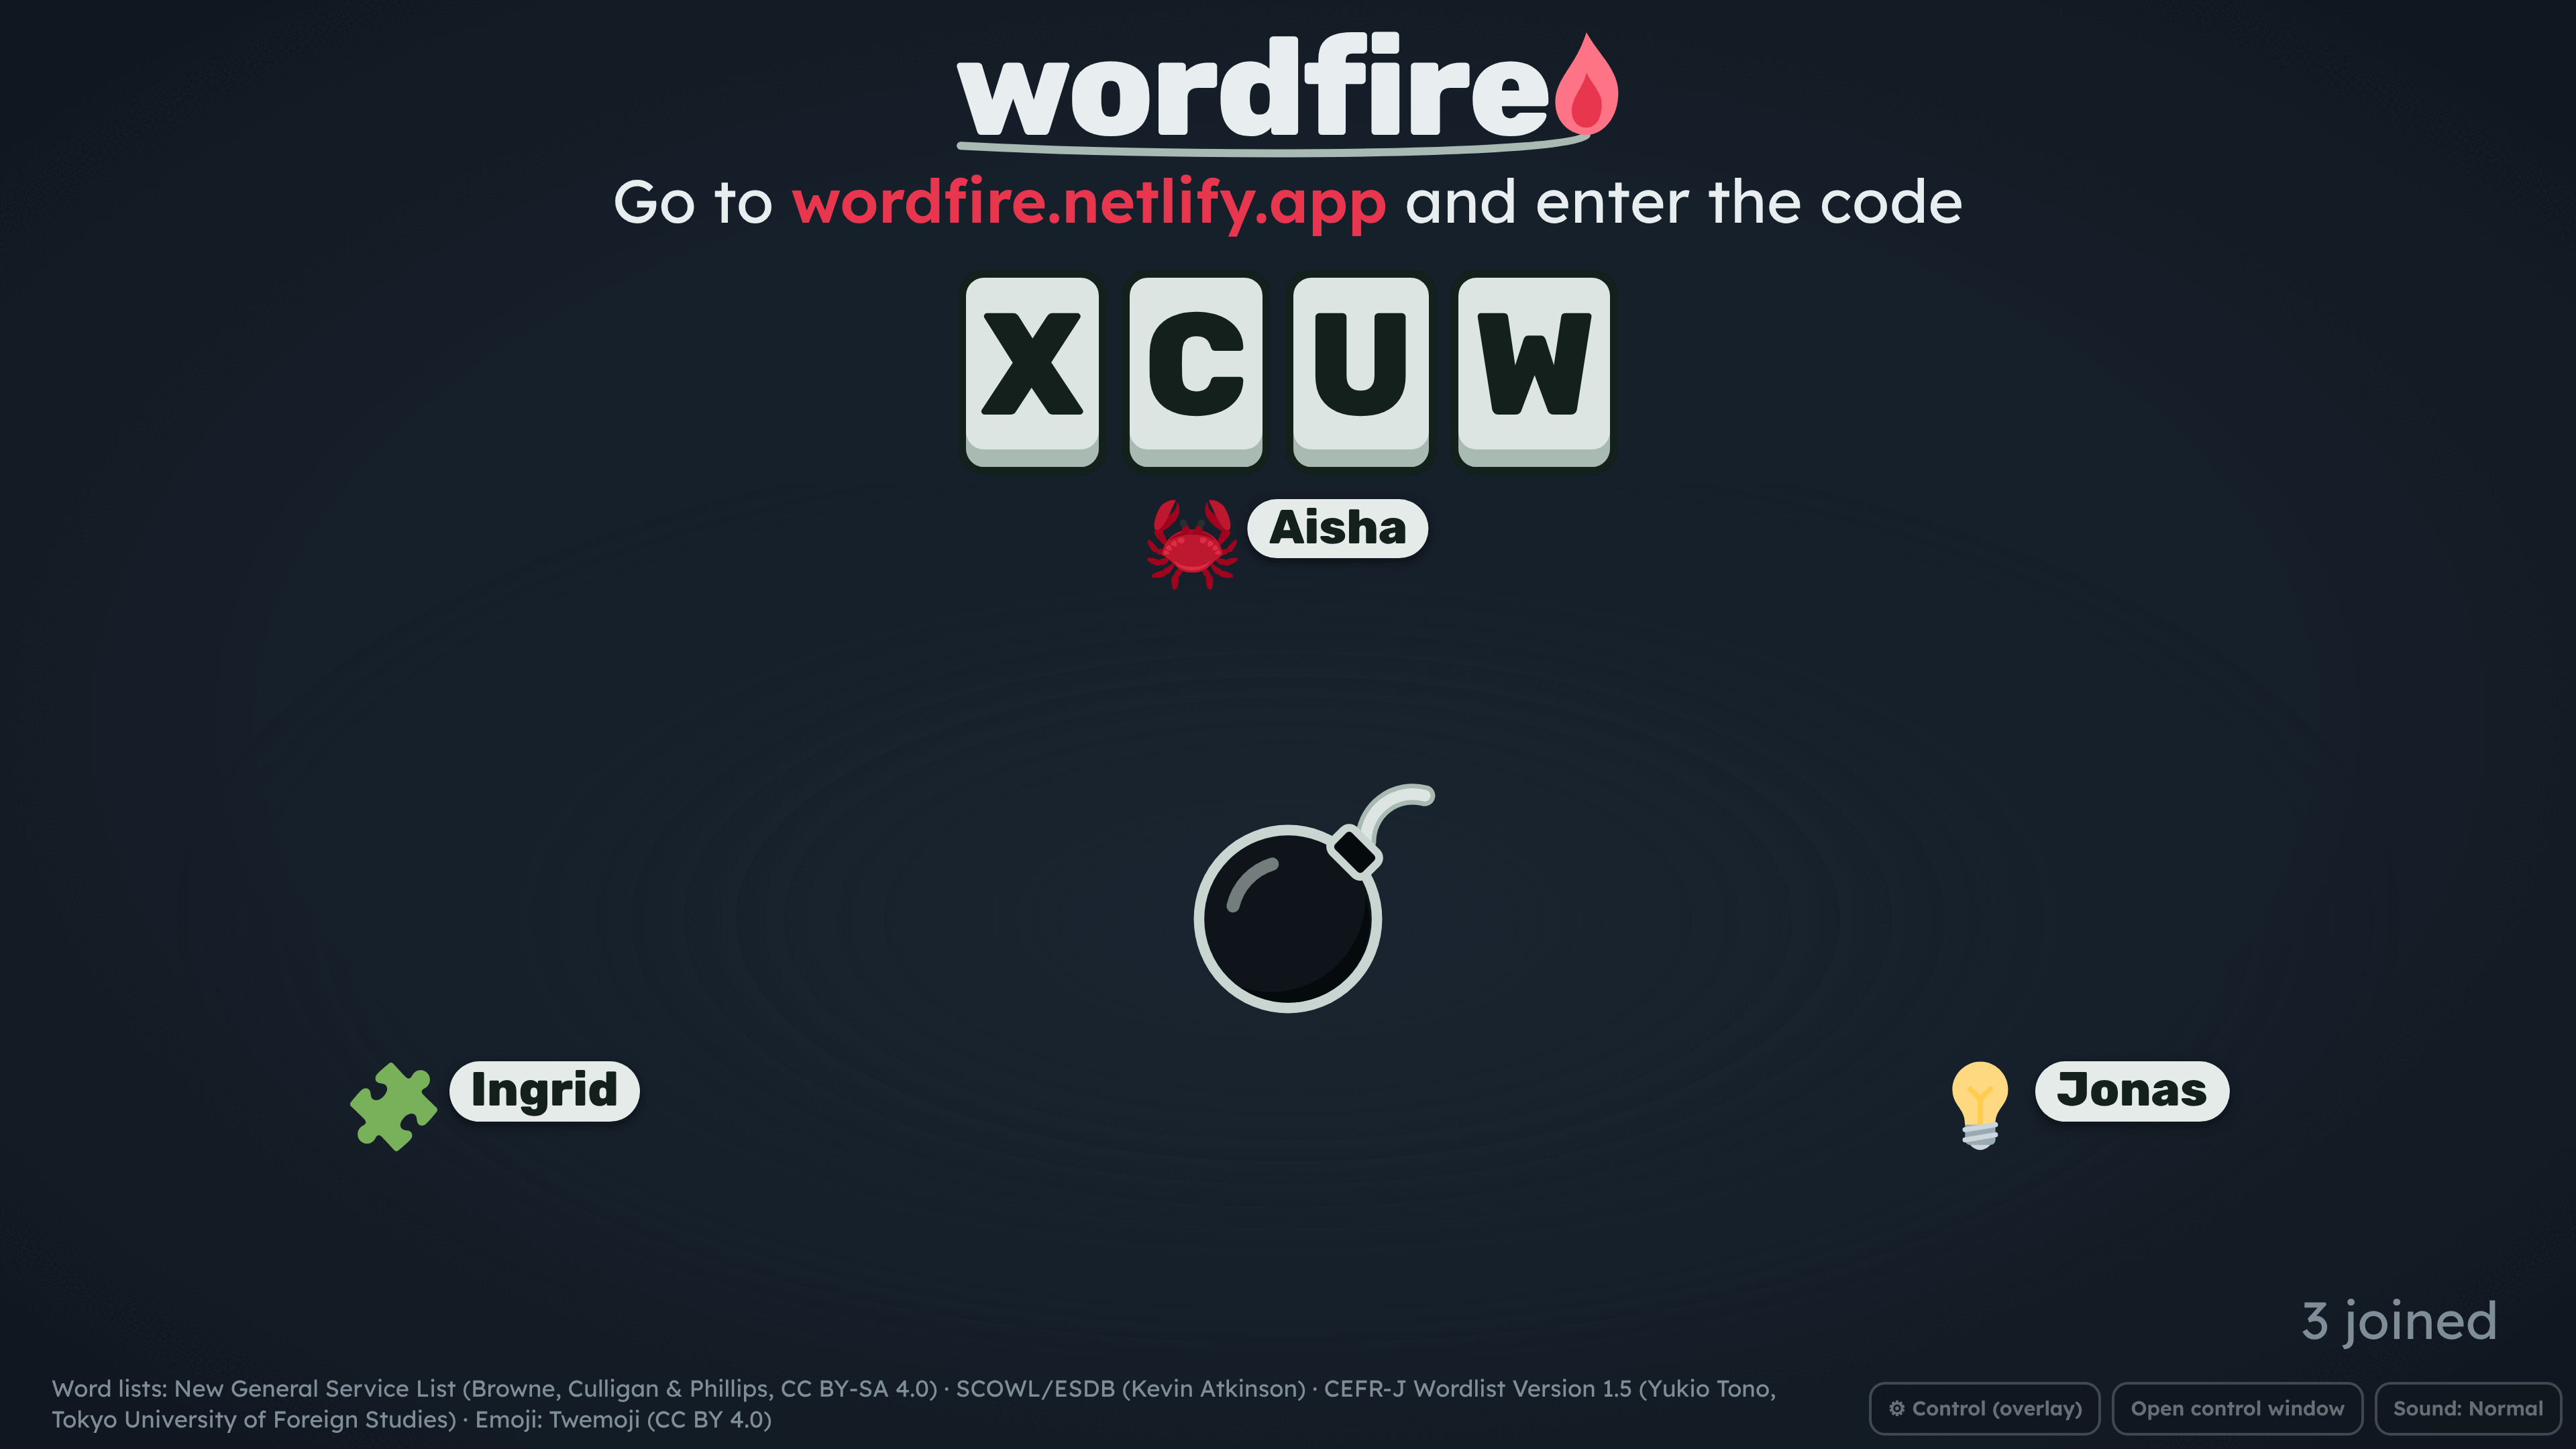 wordfire
Go to wordfire.netlify.app and enter the code
XCUW
Aisha
Ingrid
Jonas
3 joined
Word lists: New General Service List (Browne, Culligan & Phillips, CC BY-SA 4.0) · SCOWL/ESDB (Kevin Atkinson) · CEFR-J Wordlist Version 1.5 (Yukio Tono,
Tokyo University of Foreign Studies) · Emoji: Twemoji (CC BY 4.0)
⚙ Control (overlay)
Open control window
Sound: Normal